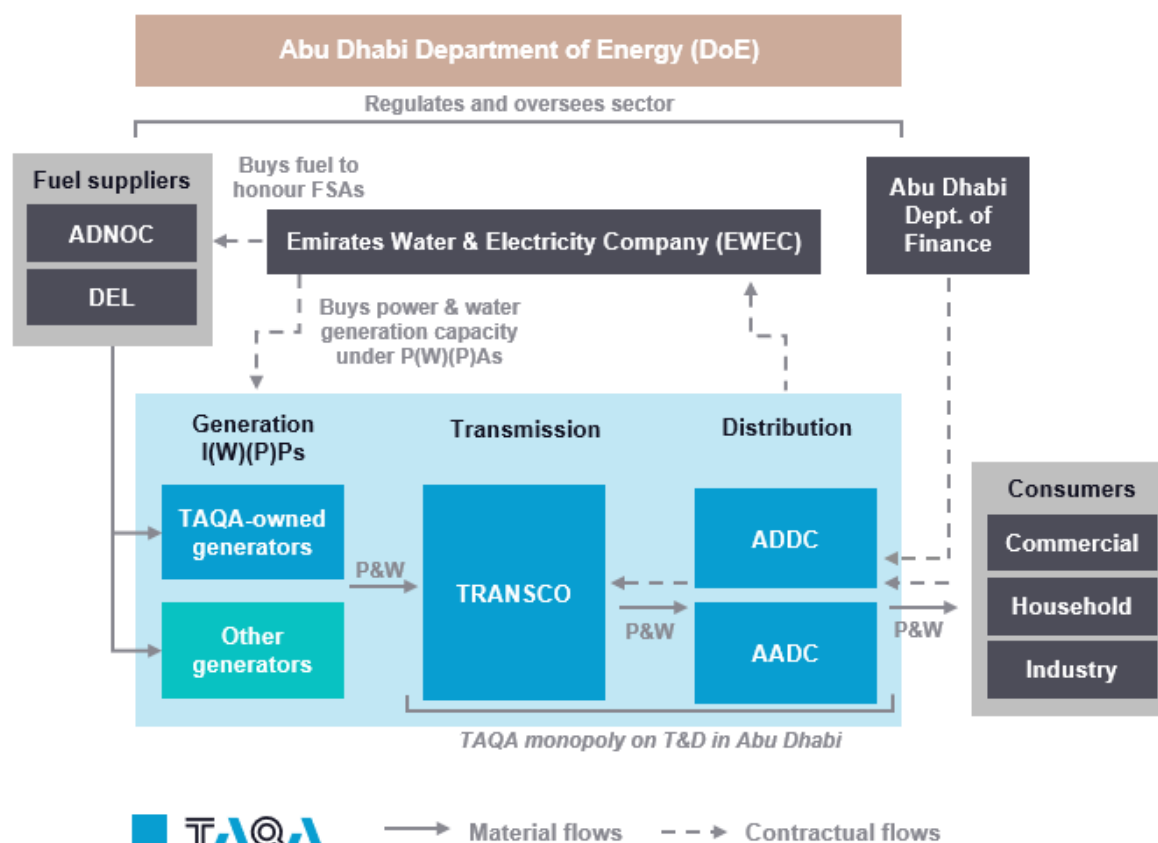 Abu Dhabi Department of Energy (DoE)
Regulates and oversees sector
Fuel suppliers
ADNOC
DEL
Buys fuel to
honour FSAs
Emirates Water & Electricity Company (EWEC)
Abu Dhabi
Dept. of
Finance
Buys power & water
generation capacity
under P(W)(P)As
Generation
I(W)(P)Ps
Transmission
Distribution
TAQA-owned
generators
Other
generators
P&W
TRANSCO
P&W
ADDC
AADC
P&W
Consumers
Commercial
Household
Industry
TAQA monopoly on T&D in Abu Dhabi
TAQA
Material flows
Contractual flows